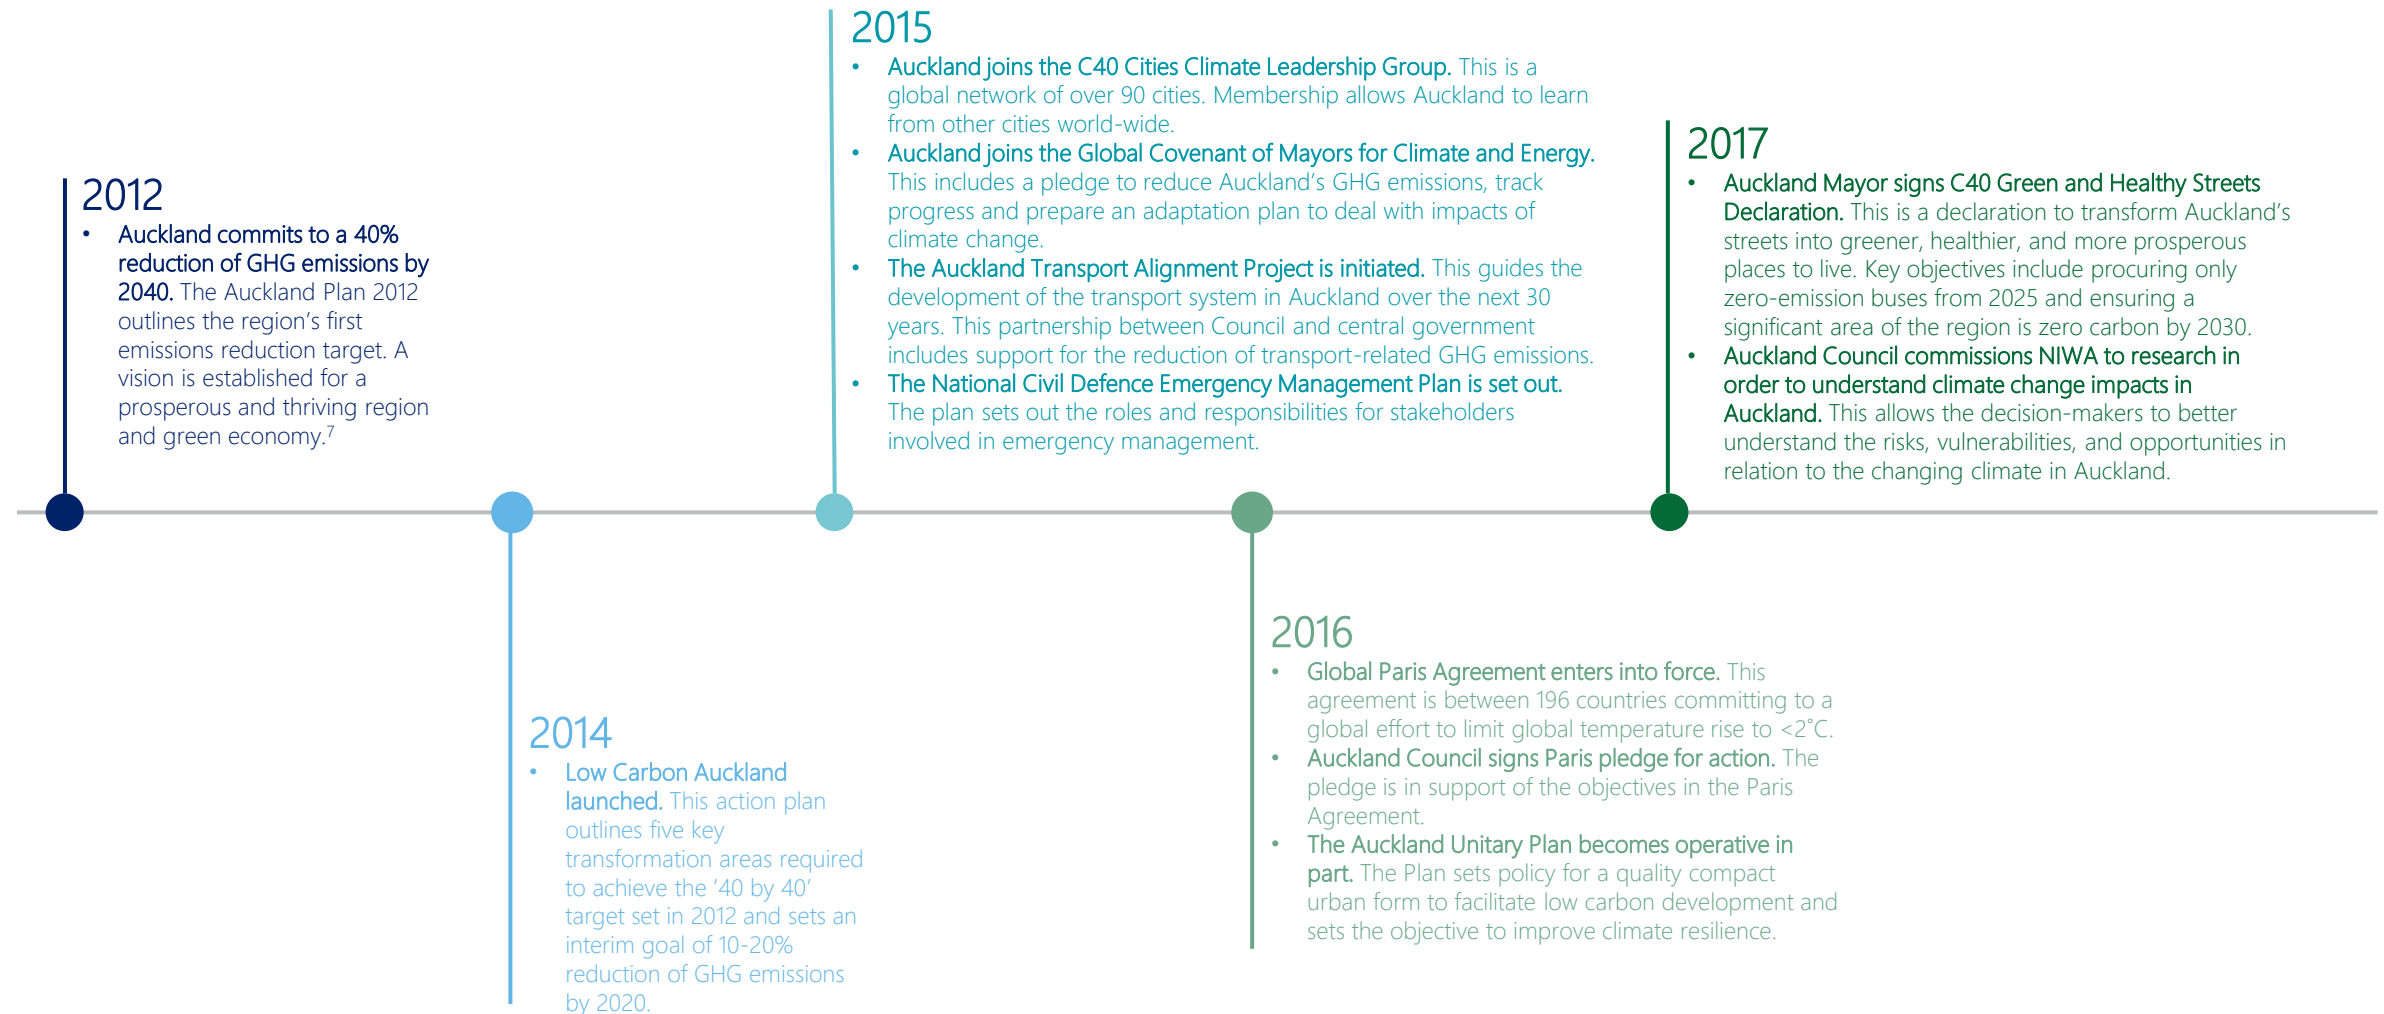 2012
• Auckland commits to a 40%
reduction of GHG emissions by
2040. The Auckland Plan 2012
outlines the region’s first
emissions reduction target. A
vision is established for a
prosperous and thriving region
and green economy.⁷
2014
• Low Carbon Auckland
launched. This action plan
outlines five key
transformation areas required
to achieve the ’40 by 40’
target set in 2012 and sets an
interim goal of 10-20%
reduction of GHG emissions
by 2020.
2015
• Auckland joins the C40 Cities Climate Leadership Group. This is a
global network of over 90 cities. Membership allows Auckland to learn
from other cities world-wide.
• Auckland joins the Global Covenant of Mayors for Climate and Energy.
This includes a pledge to reduce Auckland’s GHG emissions, track
progress and prepare an adaptation plan to deal with impacts of
climate change.
• The Auckland Transport Alignment Project is initiated. This guides the
development of the transport system in Auckland over the next 30
years. This partnership between Council and central government
includes support for the reduction of transport-related GHG emissions.
• The National Civil Defence Emergency Management Plan is set out.
The plan sets out the roles and responsibilities for stakeholders
involved in emergency management.
2016
• Global Paris Agreement enters into force. This
agreement is between 196 countries committing to a
global effort to limit global temperature rise to <2˚C.
• Auckland Council signs Paris pledge for action. The
pledge is in support of the objectives in the Paris
Agreement.
• The Auckland Unitary Plan becomes operative in
part. The Plan sets policy for a quality compact
urban form to facilitate low carbon development and
sets the objective to improve climate resilience.
2017
• Auckland Mayor signs C40 Green and Healthy Streets
Declaration. This is a declaration to transform Auckland’s
streets into greener, healthier, and more prosperous
places to live. Key objectives include procuring only
zero-emission buses from 2025 and ensuring a
significant area of the region is zero carbon by 2030.
• Auckland Council commissions NIWA to research in
order to understand climate change impacts in
Auckland. This allows the decision-makers to better
understand the risks, vulnerabilities, and opportunities in
relation to the changing climate in Auckland.